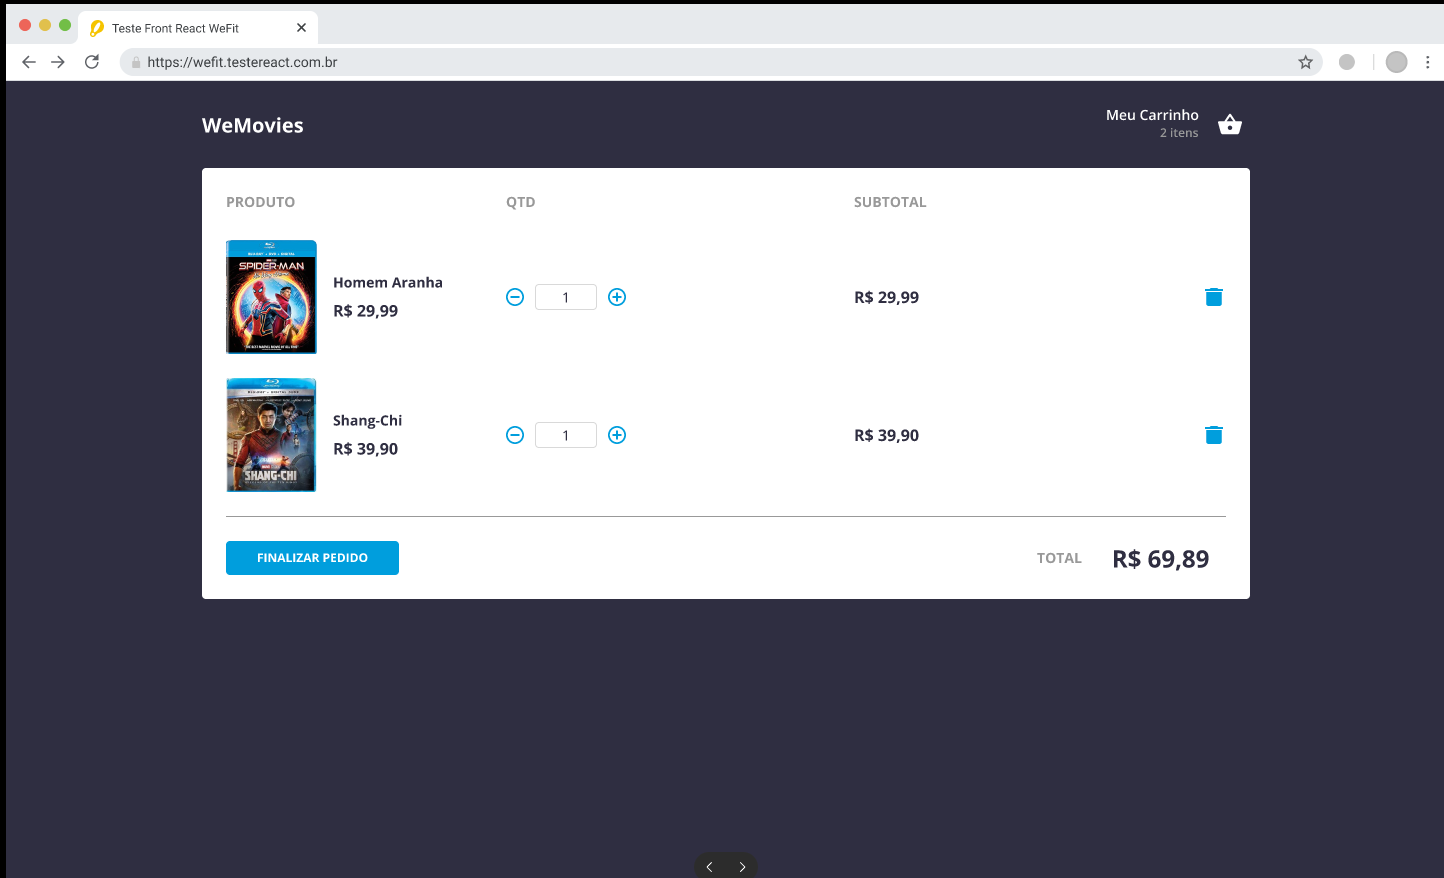 Teste Front React WeFit
https://wefit.testereact.com.br
WeMovies
Meu Carrinho
2 itens
PRODUTO
QTD
SUBTOTAL
SPIDER-MAN
Homem Aranha
R$ 29,99
1
R$ 29,99
SHANG-CHI
Shang-Chi
R$ 39,90
1
R$ 39,90
FINALIZAR PEDIDO
TOTAL
R$ 69,89